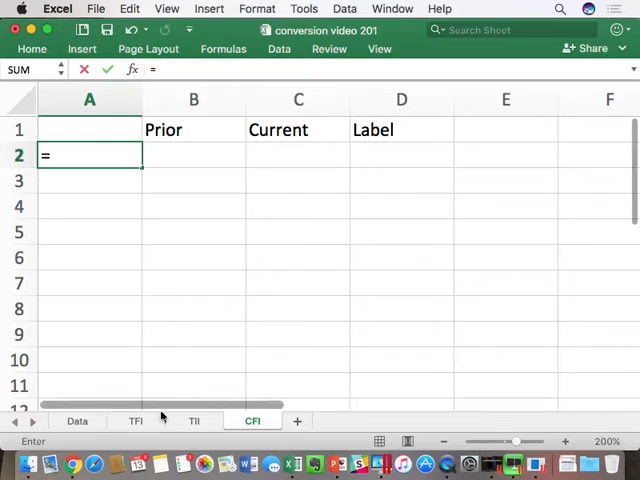 Excel File Edit View Insert Format Tools Data Window Help
conversion video 201
Search Sheet
Home Insert Page Layout Formulas Data Review View Share
SUM fx =
A B C D E F
1 Prior Current Label
2 =
3
4
5
6
7
8
9
10
11
12
Data TFI TII CFI +
Enter 200%
13